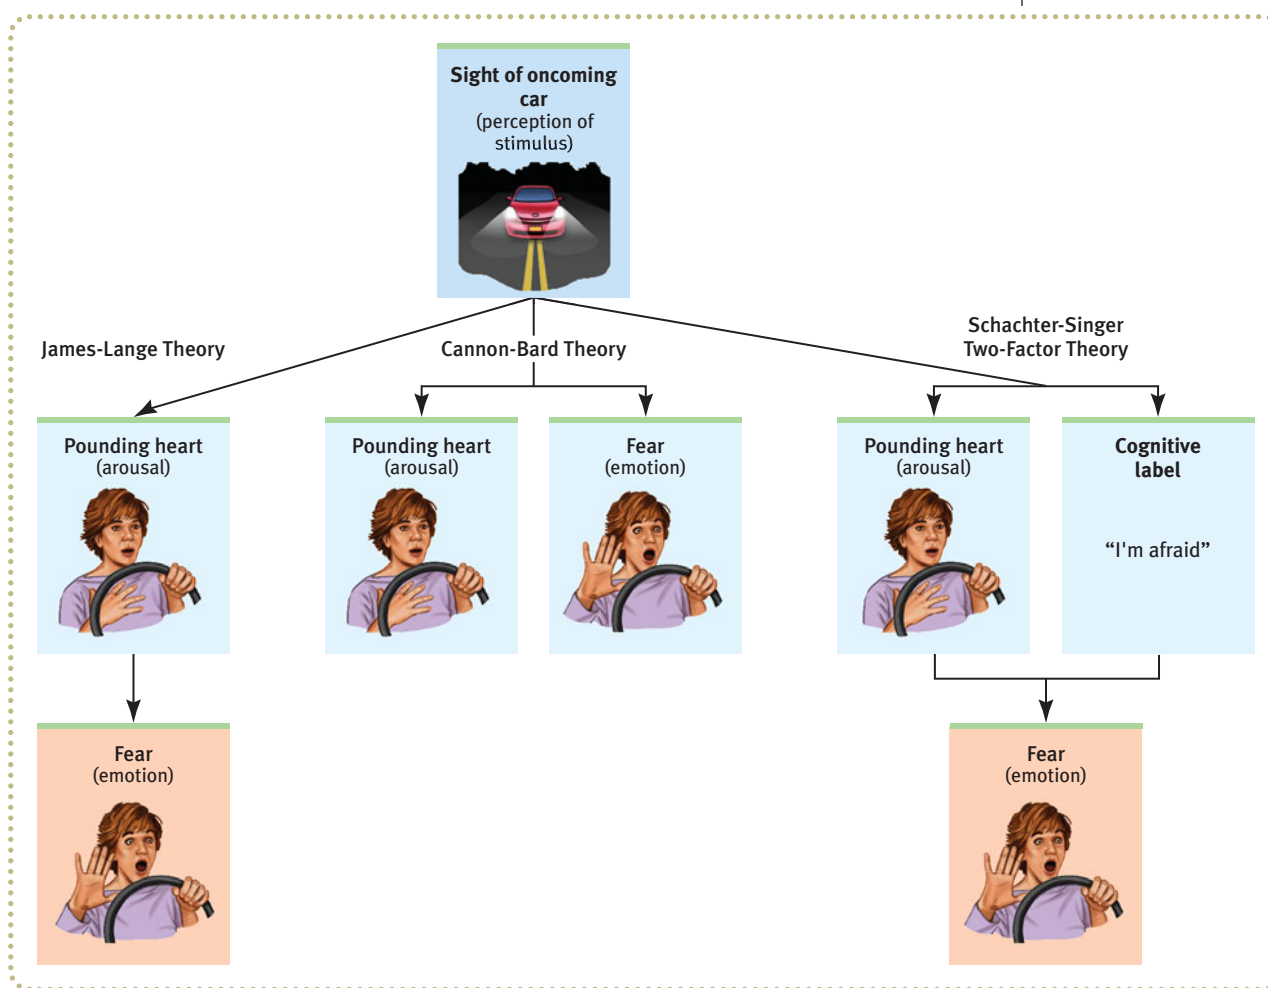 Sight of oncoming
car
(perception of
stimulus)
James-Lange Theory
Cannon-Bard Theory
Schachter-Singer
Two-Factor Theory
Pounding heart
(arousal)
Pounding heart
(arousal)
Fear
(emotion)
Pounding heart
(arousal)
Cognitive
label
“I'm afraid”
Fear
(emotion)
Fear
(emotion)